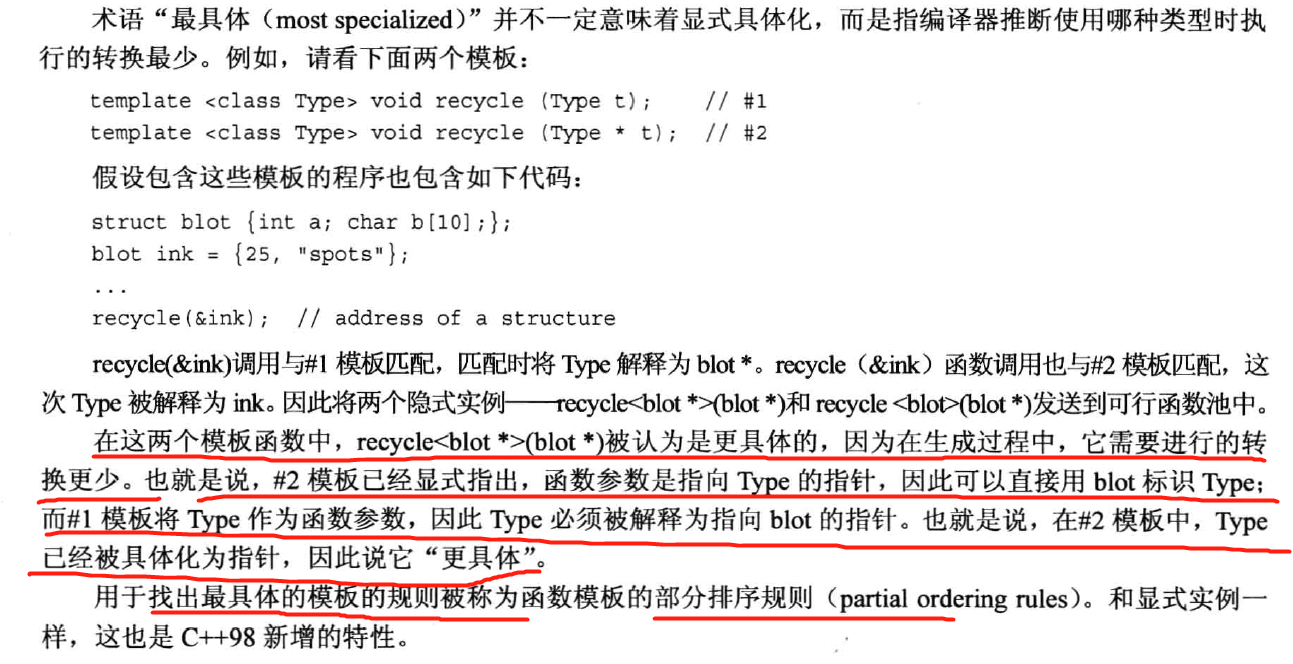 术语“最具体(most specialized)”并不一定意味着显式具体化,而是指编译器推断使用哪种类型时执
行的转换最少。例如,请看下面两个模板:
template <class Type> void recycle (Type t);    // #1
template <class Type> void recycle (Type * t);  // #2
假设包含这些模板的程序也包含如下代码:
struct blot {int a; char b[10];};
blot ink = {25, "spots"};
...
recycle(&ink);  // address of a structure
recycle(&ink)调用与#1 模板匹配,匹配时将 Type 解释为 blot *。recycle(&ink)函数调用也与#2 模板匹配,这
次 Type 被解释为 ink。因此将两个隐式实例——recycle<blot *>(blot *)和 recycle <blot>(blot *)发送到可行函数池中。
在这两个模板函数中,recycle<blot *>(blot *)被认为是更具体的,因为在生成过程中,它需要进行的转
换更少。也就是说,#2 模板已经显式指出,函数参数是指向 Type 的指针,因此可以直接用 blot 标识 Type;
而#1 模板将 Type 作为函数参数,因此 Type 必须被解释为指向 blot 的指针。也就是说,在#2 模板中,Type
已经被具体化为指针,因此说它“更具体”。
用于找出最具体的模板的规则被称为函数模板的部分排序规则(partial ordering rules)。和显式实例一
样,这也是 C++98 新增的特性。